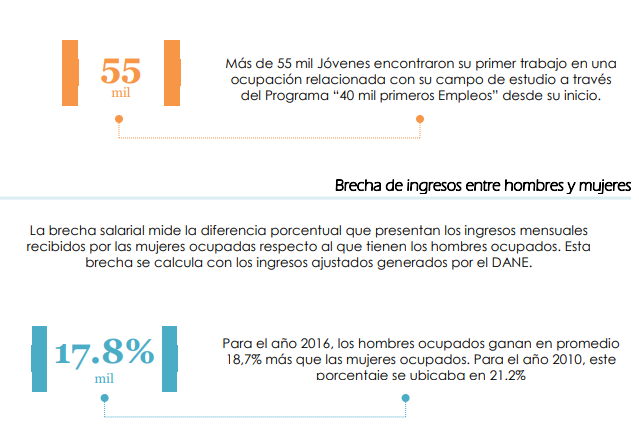 55
mil
Más de 55 mil Jóvenes encontraron su primer trabajo en una
ocupación relacionada con su campo de estudio a través
del Programa “40 mil primeros Empleos” desde su inicio.
Brecha de ingresos entre hombres y mujeres
La brecha salarial mide la diferencia porcentual que presentan los ingresos mensuales
recibidos por las mujeres ocupadas respecto al que tienen los hombres ocupados. Esta
brecha se calcula con los ingresos ajustados generados por el DANE.
17.8%
mil
Para el año 2016, los hombres ocupados ganan en promedio
18,7% más que las mujeres ocupados. Para el año 2010, este
porcentaje se ubicaba en 21.2%